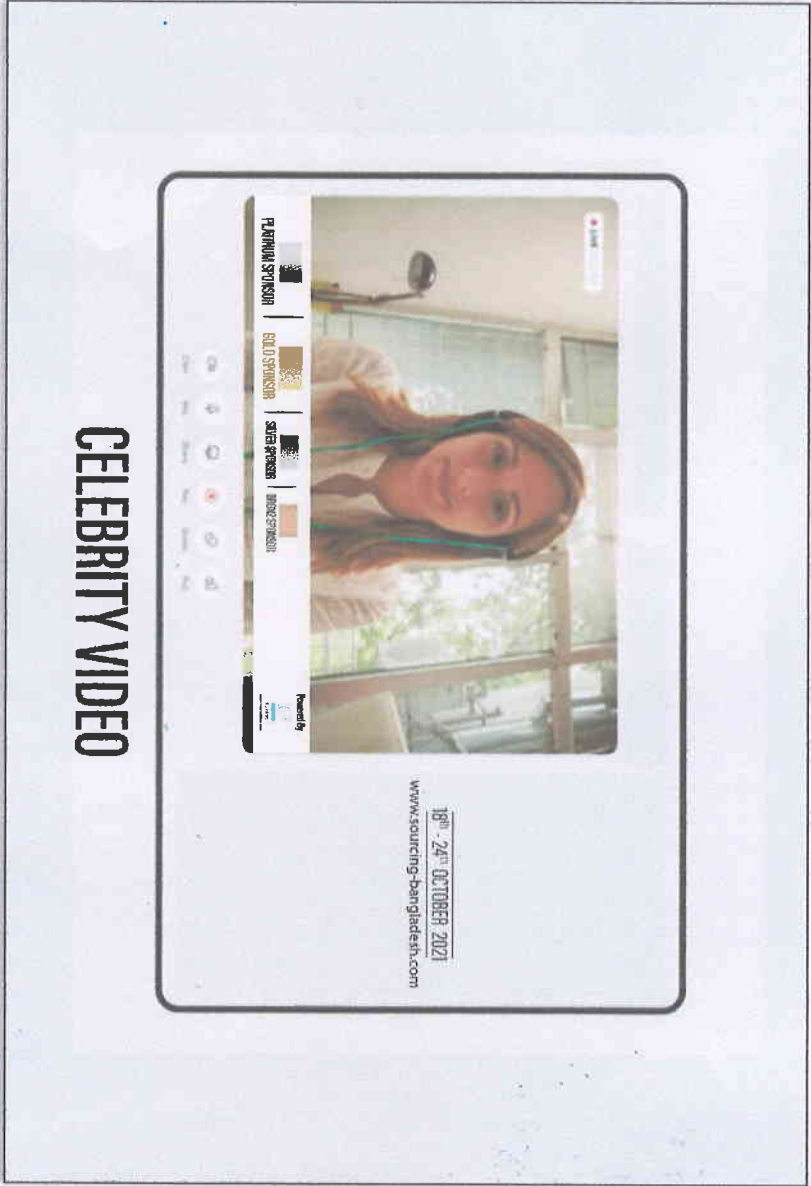 LIVE
PLATINUM SPONSOR
GOLD SPONSOR
SILVER SPONSOR
BRONZE SPONSOR
Powered By
18th - 24th OCTOBER 2021
www.sourcing-bangladesh.com
CELEBRITY VIDEO